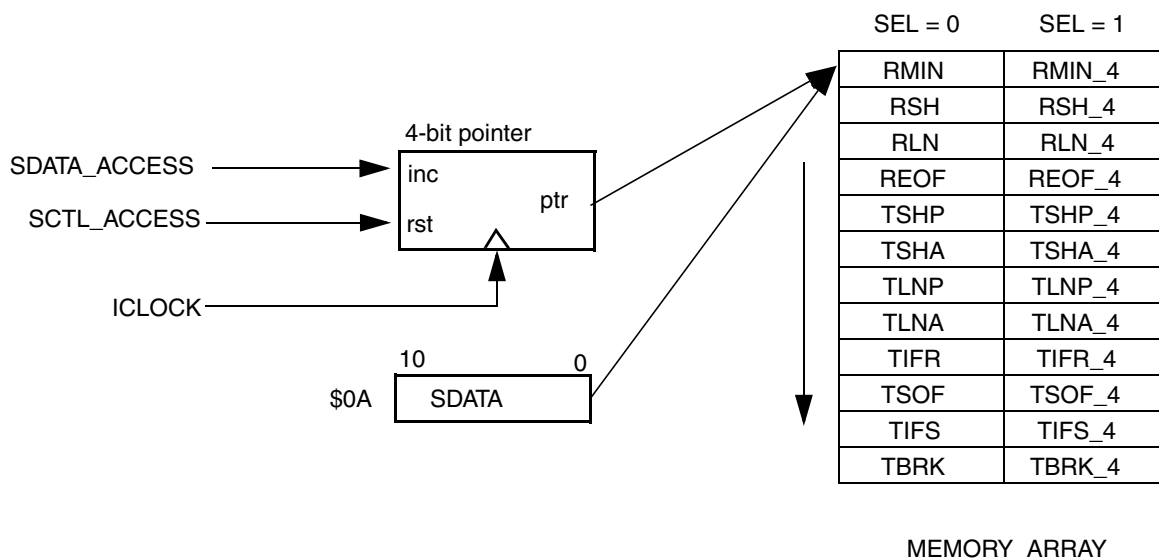 SEL = 0 SEL = 1
RMIN RMIN_4
RSH RSH_4
RLN RLN_4
REOF REOF_4
TSHP TSHP_4
TSHA TSHA_4
TLNP TLNP_4
TLNA TLNA_4
TIFR TIFR_4
TSOF TSOF_4
TIFS TIFS_4
TBRK TBRK_4
MEMORY ARRAY
4-bit pointer
SDATA_ACCESS
inc
ptr
SCTL_ACCESS
rst
ICLOCK
10 0
$0A SDATA